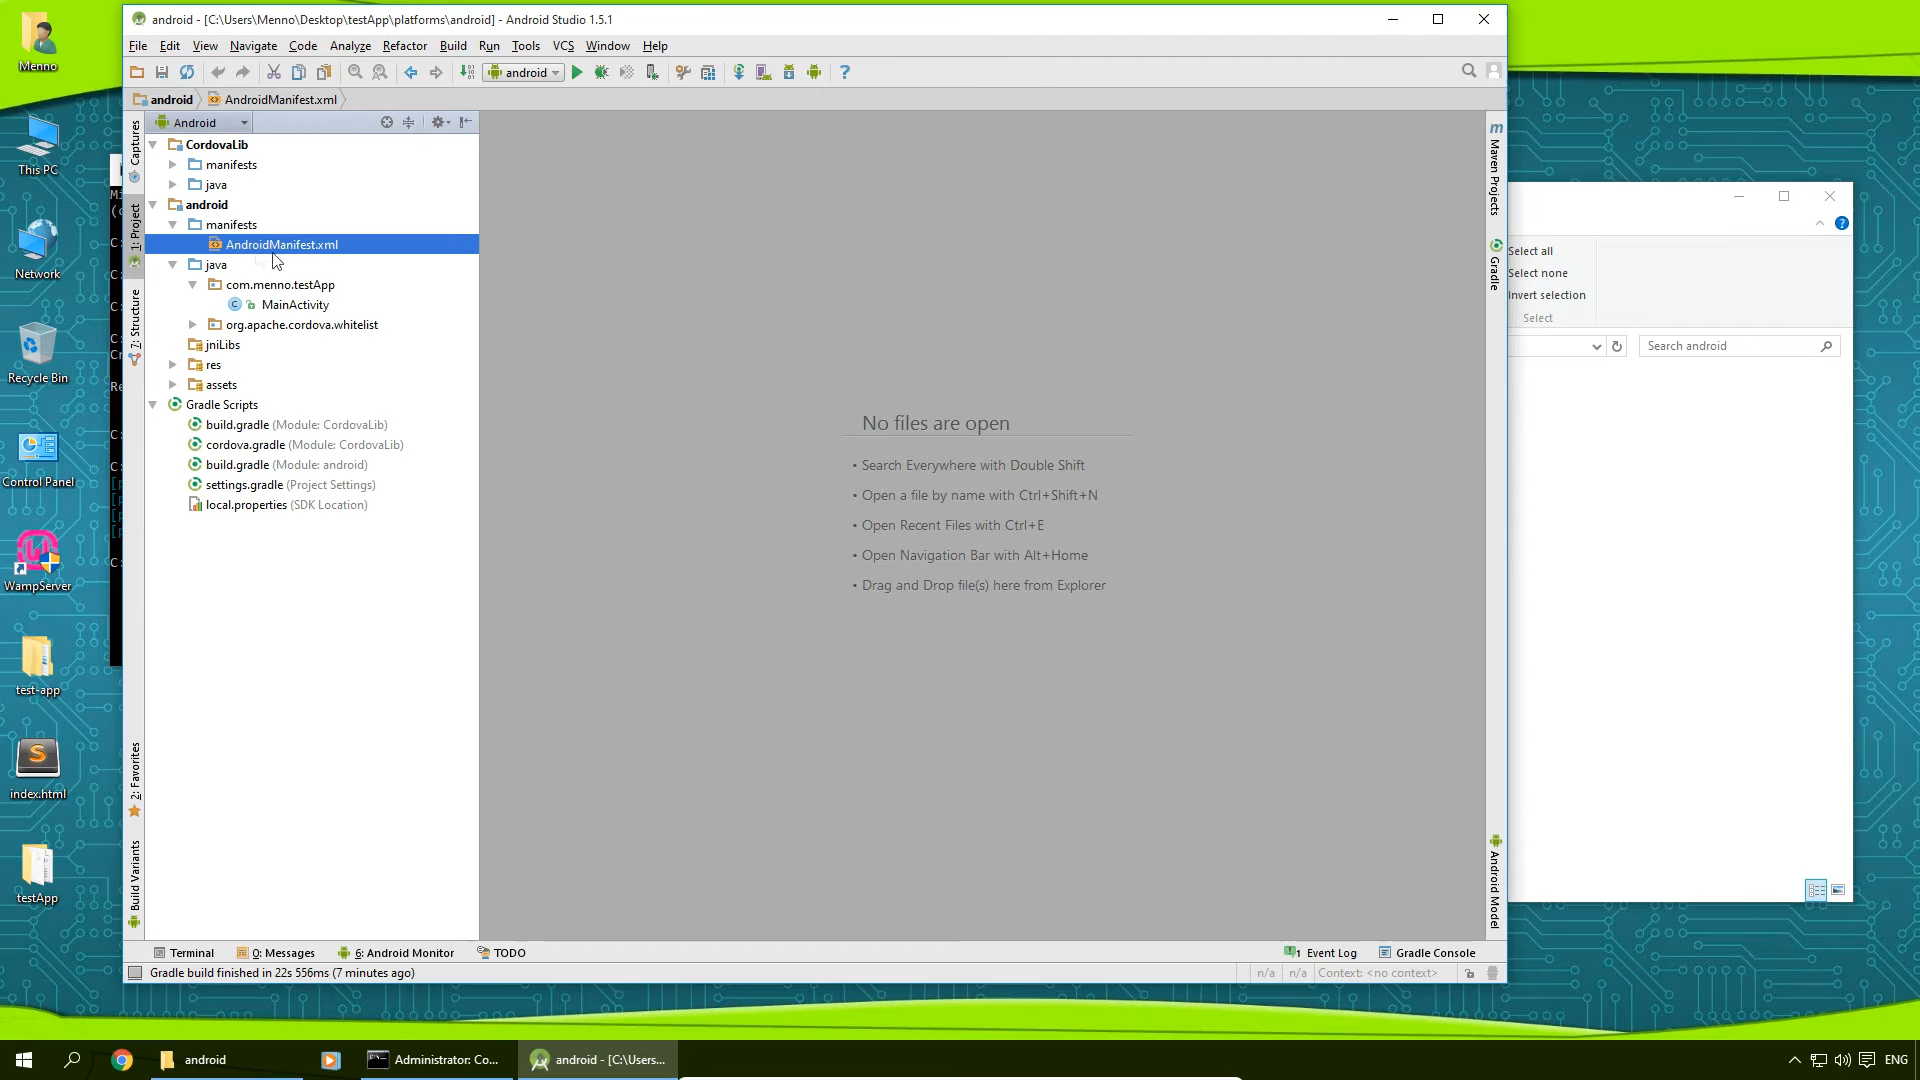 Menno
This PC
Network
Recycle Bin
Control Panel
WampServer
test-app
index.html
testApp
android - [C:\Users\Menno\Desktop\testApp\platforms\android] - Android Studio 1.5.1
File Edit View Navigate Code Analyze Refactor Build Run Tools VCS Window Help
android
android AndroidManifest.xml
Android
Captures
1: Project
7: Structure
2: Favorites
Build Variants
CordovaLib
manifests
java
android
manifests
AndroidManifest.xml
java
com.menno.testApp
MainActivity
org.apache.cordova.whitelist
jniLibs
res
assets
Gradle Scripts
build.gradle (Module: CordovaLib)
cordova.gradle (Module: CordovaLib)
build.gradle (Module: android)
settings.gradle (Project Settings)
local.properties (SDK Location)
No files are open
• Search Everywhere with Double Shift
• Open a file by name with Ctrl+Shift+N
• Open Recent Files with Ctrl+E
• Open Navigation Bar with Alt+Home
• Drag and Drop file(s) here from Explorer
Maven Projects
Gradle
Android Model
Select all
Select none
Invert selection
Select
Search android
Terminal 0: Messages 6: Android Monitor TODO
1 Event Log Gradle Console
Gradle build finished in 22s 556ms (7 minutes ago)
n/a n/a Context: <no context>
android
Administrator: Co...
android - [C:\Users...
ENG